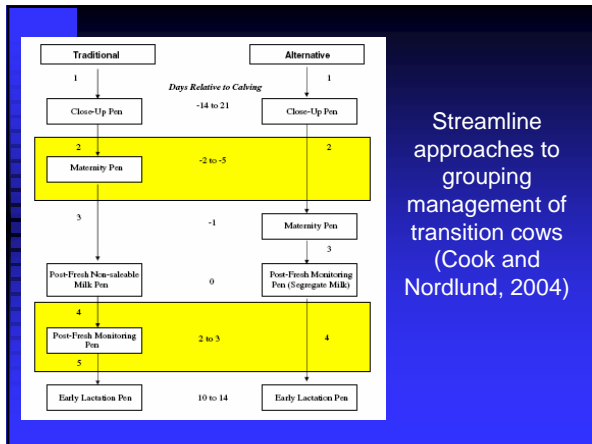 Traditional
Alternative
1
1
Days Relative to Calving
Close-Up Pen
-14 to 21
Close-Up Pen
2
2
Maternity Pen
-2 to -5
3
-1
Maternity Pen
3
Post-Fresh Non-saleable
Milk Pen
0
Post-Fresh Monitoring
Pen (Segregate Milk)
4
4
Post-Fresh Monitoring
Pen
2 to 3
5
Early Lactation Pen
10 to 14
Early Lactation Pen
Streamline
approaches to
grouping
management of
transition cows
(Cook and
Nordlund, 2004)